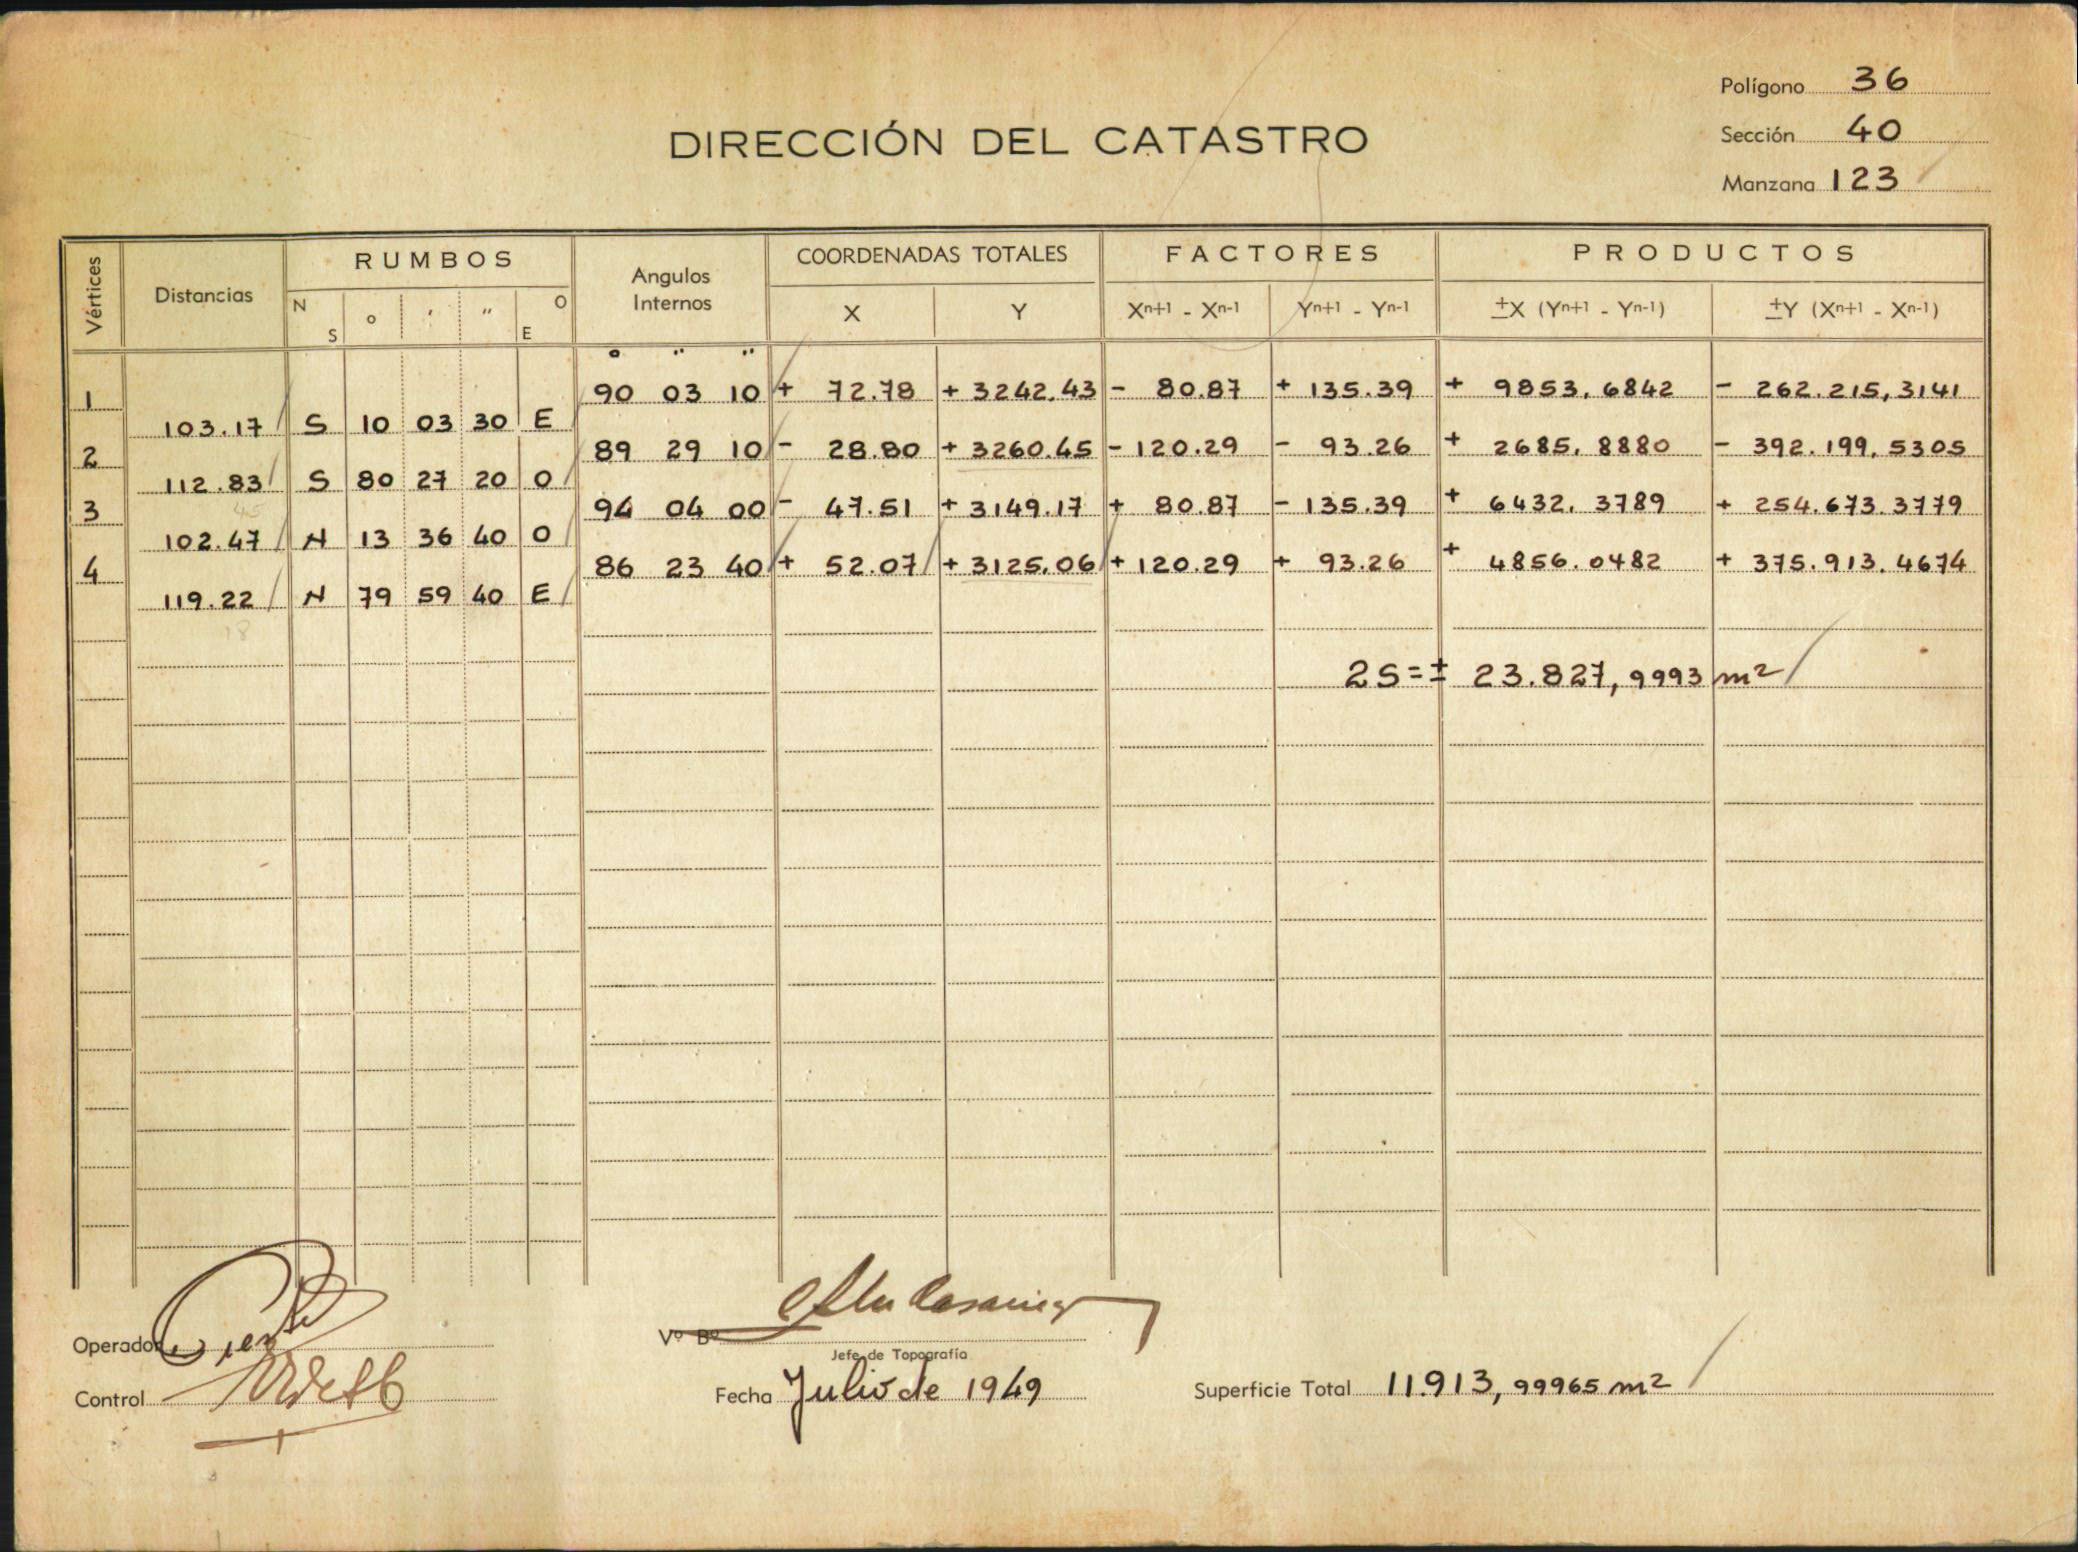 Polígono 36
DIRECCIÓN DEL CATASTRO
Sección 40
Manzana 123
Vértices Distancias RUMBOS Angulos Internos COORDENADAS TOTALES FACTORES PRODUCTOS
N S ° ' " E O X Y Xn+1 - Xn-1 Yn+1 - Yn-1 ±X (Yn+1 - Yn-1) ±Y (Xn+1 - Xn-1)
° " "
1 90 03 10 + 72.78 + 3242.43 - 80.87 + 135.39 + 9853,6842 - 262.215,3141
103.17 S 10 03 30 E
2 89 29 10 - 28.80 + 3260.45 - 120.29 - 93.26 + 2685,8880 - 392.199,5305
112.83 S 80 27 20 O
45
3 94 04 00 - 47.51 + 3149.17 + 80.87 - 135.39 + 6432,3789 + 254.673.3779
102.47 N 13 36 40 O
4 86 23 40 + 52.07 + 3125,06 + 120.29 + 93.26 + 4856.0482 + 375.913.4674
119.22 N 79 59 40 E
18
2S = ± 23.827,9993 m²
Operador
Vº Bº
Jefe de Topografía
Control
Fecha Julio de 1949
Superficie Total 11.913,99965 m²